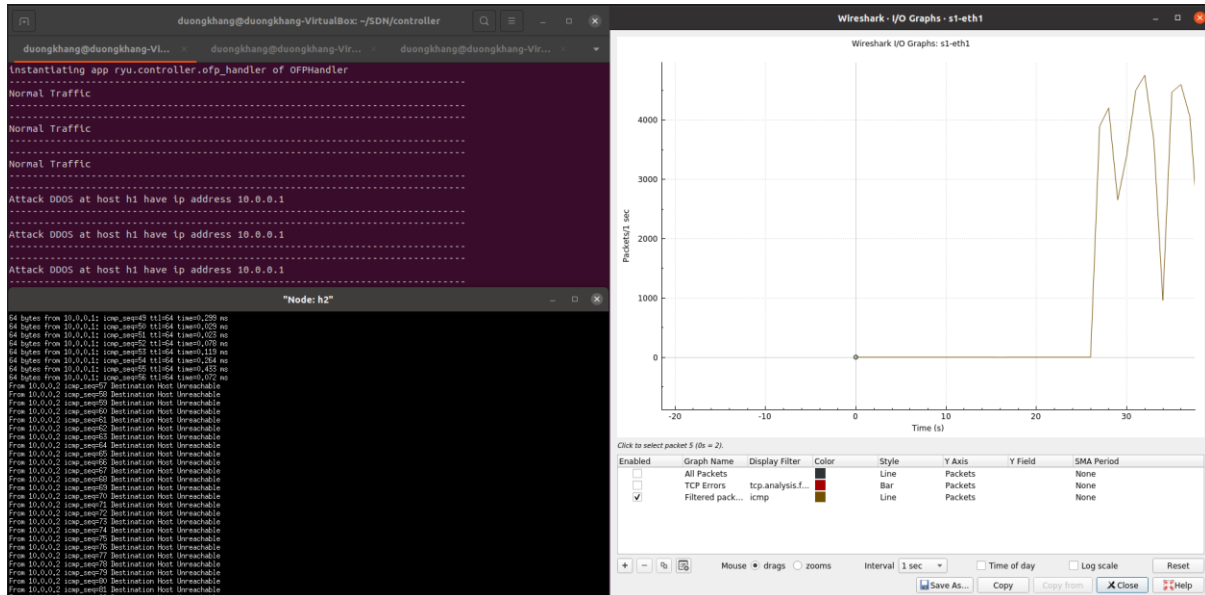 duongkhang@duongkhang-VirtualBox: ~/SDN/controller
duongkhang@duongkhang-Vi...
duongkhang@duongkhang-Vir...
duongkhang@duongkhang-Vir...
instantiating app ryu.controller.ofp_handler of OFPHandler
--------------------------------------------------------------------------
Normal Traffic
--------------------------------------------------------------------------
--------------------------------------------------------------------------
Normal Traffic
--------------------------------------------------------------------------
--------------------------------------------------------------------------
Normal Traffic
--------------------------------------------------------------------------
--------------------------------------------------------------------------
Attack DDOS at host h1 have ip address 10.0.0.1
--------------------------------------------------------------------------
--------------------------------------------------------------------------
Attack DDOS at host h1 have ip address 10.0.0.1
--------------------------------------------------------------------------
--------------------------------------------------------------------------
Attack DDOS at host h1 have ip address 10.0.0.1
--------------------------------------------------------------------------
"Node: h2"
64 bytes from 10.0.0.1: icmp_seq=49 ttl=64 time=0.299 ms
64 bytes from 10.0.0.1: icmp_seq=50 ttl=64 time=0.029 ms
64 bytes from 10.0.0.1: icmp_seq=51 ttl=64 time=0.023 ms
64 bytes from 10.0.0.1: icmp_seq=52 ttl=64 time=0.078 ms
64 bytes from 10.0.0.1: icmp_seq=53 ttl=64 time=0.119 ms
64 bytes from 10.0.0.1: icmp_seq=54 ttl=64 time=0.264 ms
64 bytes from 10.0.0.1: icmp_seq=55 ttl=64 time=0.433 ms
64 bytes from 10.0.0.1: icmp_seq=56 ttl=64 time=0.072 ms
From 10.0.0.2 icmp_seq=57 Destination Host Unreachable
From 10.0.0.2 icmp_seq=58 Destination Host Unreachable
From 10.0.0.2 icmp_seq=59 Destination Host Unreachable
From 10.0.0.2 icmp_seq=60 Destination Host Unreachable
From 10.0.0.2 icmp_seq=61 Destination Host Unreachable
From 10.0.0.2 icmp_seq=62 Destination Host Unreachable
From 10.0.0.2 icmp_seq=63 Destination Host Unreachable
From 10.0.0.2 icmp_seq=64 Destination Host Unreachable
From 10.0.0.2 icmp_seq=65 Destination Host Unreachable
From 10.0.0.2 icmp_seq=66 Destination Host Unreachable
From 10.0.0.2 icmp_seq=67 Destination Host Unreachable
From 10.0.0.2 icmp_seq=68 Destination Host Unreachable
From 10.0.0.2 icmp_seq=69 Destination Host Unreachable
From 10.0.0.2 icmp_seq=70 Destination Host Unreachable
From 10.0.0.2 icmp_seq=71 Destination Host Unreachable
From 10.0.0.2 icmp_seq=72 Destination Host Unreachable
From 10.0.0.2 icmp_seq=73 Destination Host Unreachable
From 10.0.0.2 icmp_seq=74 Destination Host Unreachable
From 10.0.0.2 icmp_seq=75 Destination Host Unreachable
From 10.0.0.2 icmp_seq=76 Destination Host Unreachable
From 10.0.0.2 icmp_seq=77 Destination Host Unreachable
From 10.0.0.2 icmp_seq=78 Destination Host Unreachable
From 10.0.0.2 icmp_seq=79 Destination Host Unreachable
From 10.0.0.2 icmp_seq=80 Destination Host Unreachable
From 10.0.0.2 icmp_seq=81 Destination Host Unreachable
Wireshark · I/O Graphs · s1-eth1
Wireshark I/O Graphs: s1-eth1
Packets/1 sec
4000
3000
2000
1000
0
-20 -10 0 10 20 30
Time (s)
Click to select packet 5 (0s = 2).
Enabled Graph Name Display Filter Color Style Y Axis Y Field SMA Period
All Packets Line Packets None
TCP Errors tcp.analysis.f... Bar Packets None
Filtered pack... icmp Line Packets None
Mouse drags zooms Interval 1 sec Time of day Log scale Reset
Save As... Copy Copy from Close Help